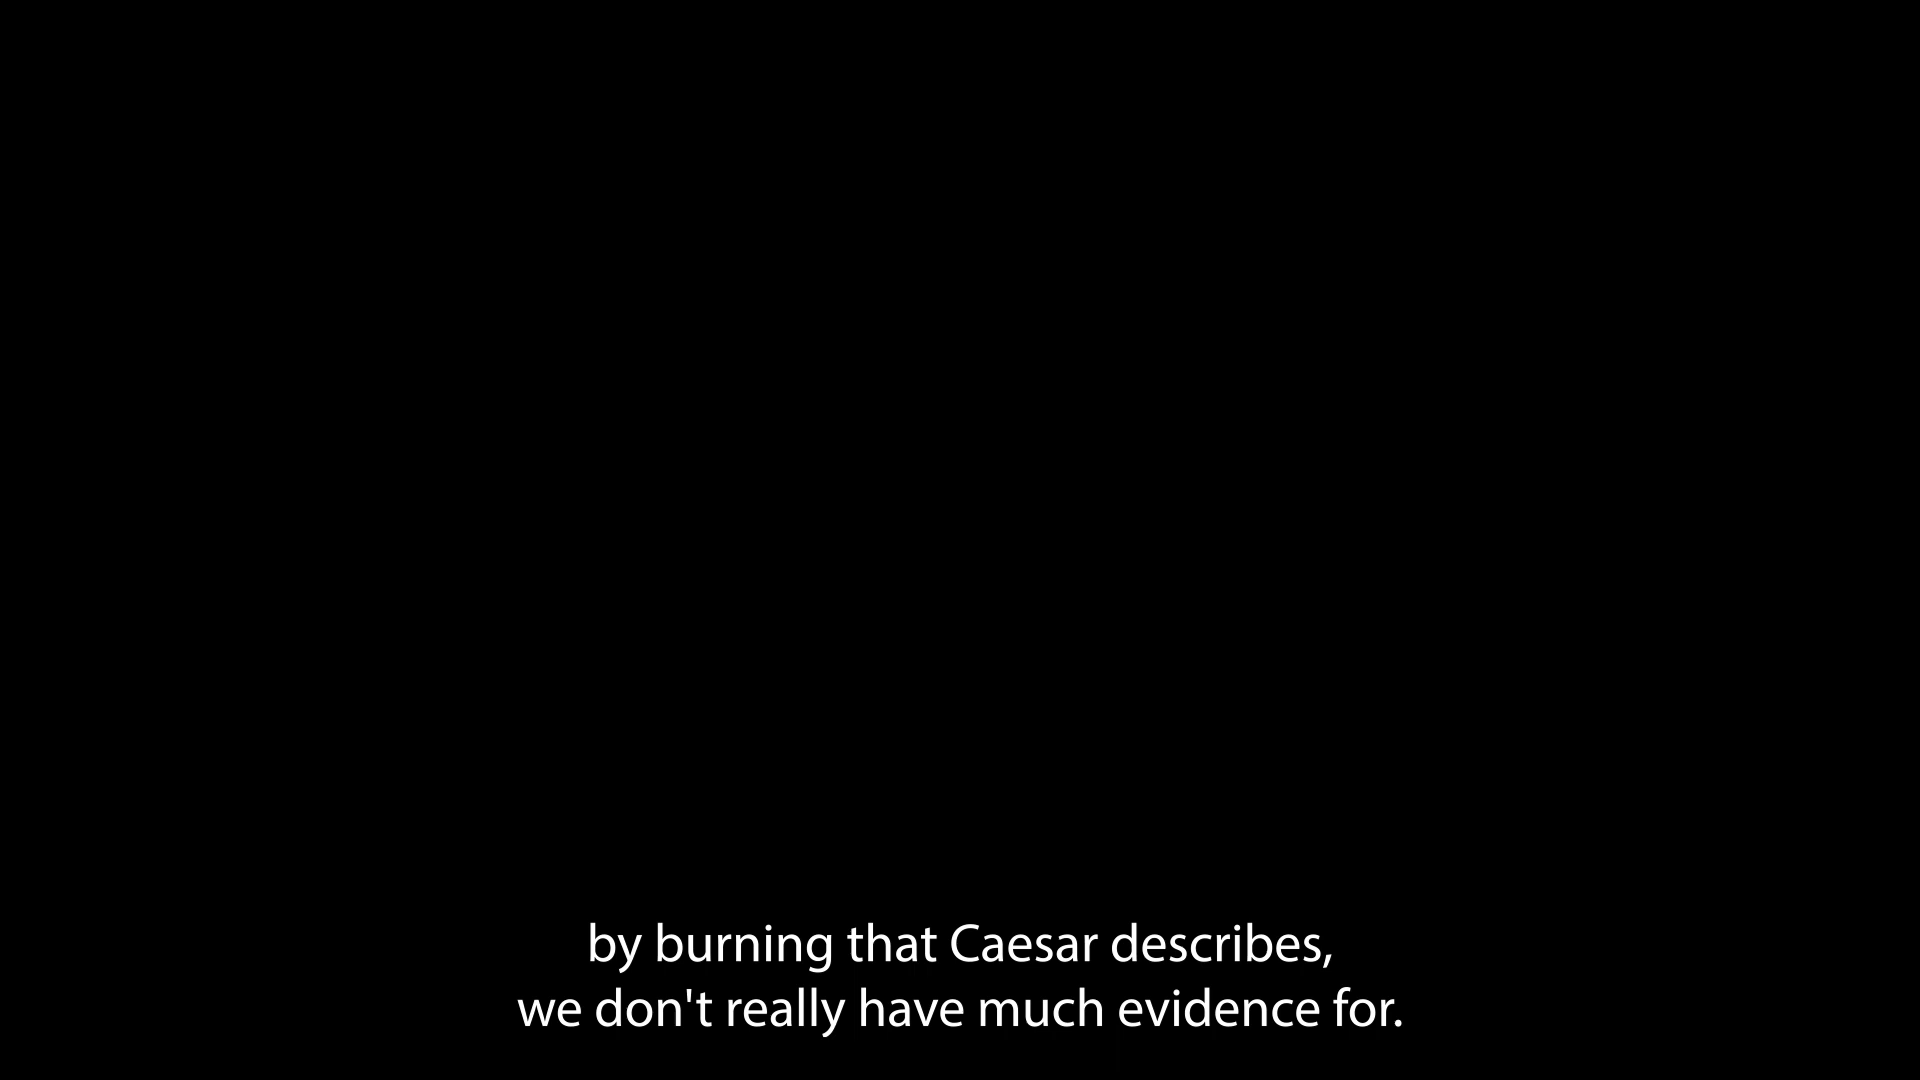 by burning that Caesar describes,
we don't really have much evidence for.